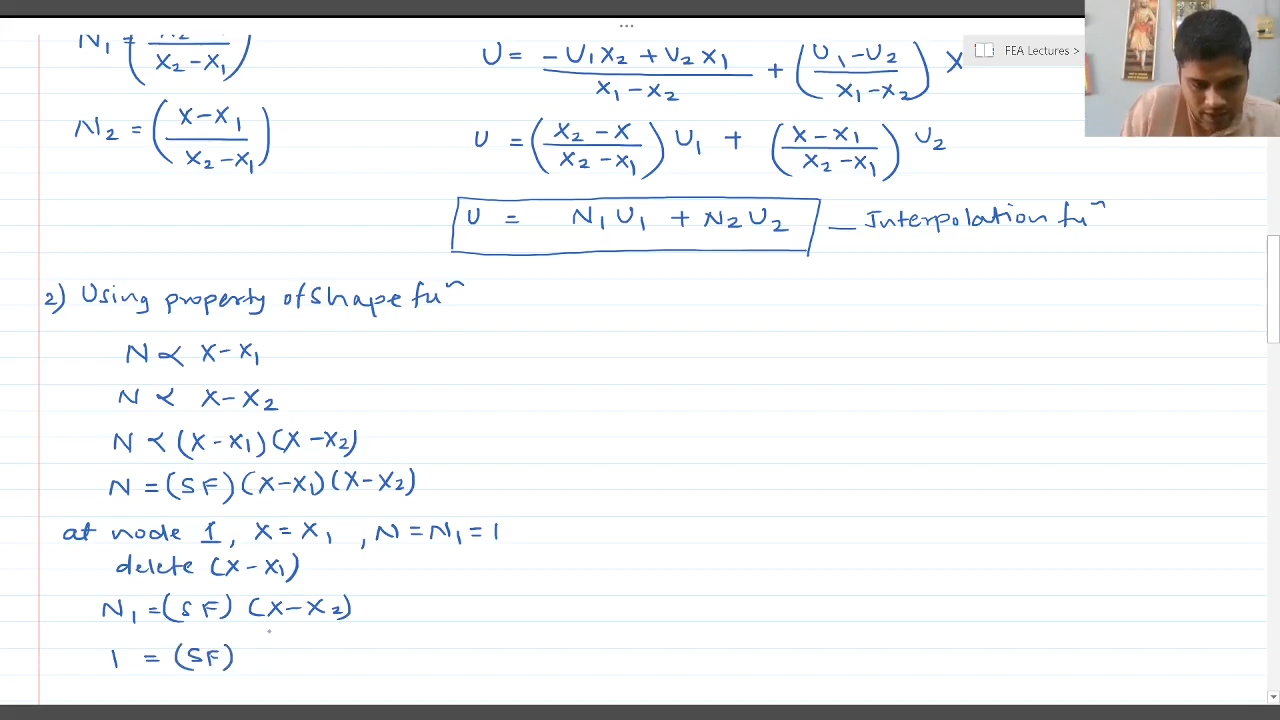 N₁ = (x₂ / x₂-x₁)
N₂ = (x-x₁ / x₂-x₁)
U = -U₁x₂ + U₂x₁ / x₁-x₂ + (U₁-U₂ / x₁-x₂) x
U = (x₂-x / x₂-x₁) U₁ + (x-x₁ / x₂-x₁) U₂
U = N₁U₁ + N₂U₂ — Interpolation fuⁿ
2) Using property of shape fuⁿ
N ∝ x-x₁
N ∝ x-x₂
N ∝ (x-x₁)(x-x₂)
N = (SF)(x-x₁)(x-x₂)
at node 1, x = x₁, N = N₁ = 1
delete (x-x₁)
N₁ = (SF) (x-x₂)
1 = (SF)
FEA Lectures >